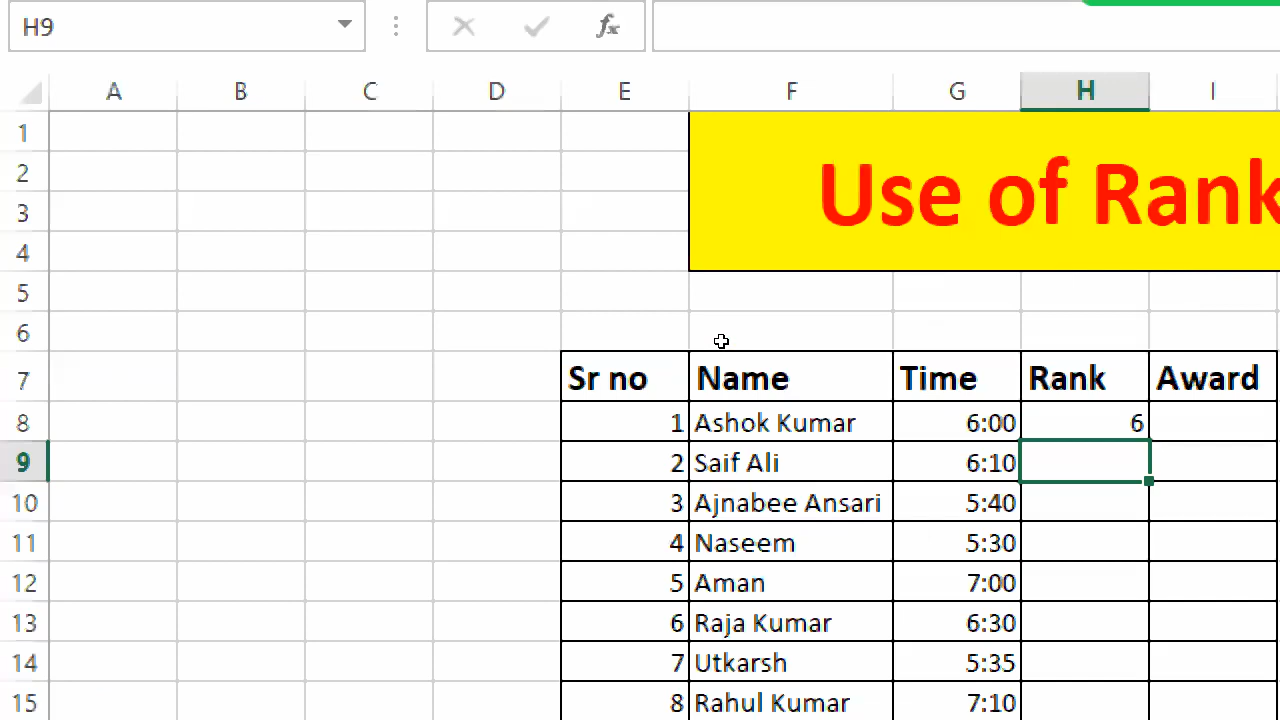 H9 fx
A B C D E F G H I
1
2
3
4
Use of Rank
5
6
7 Sr no Name Time Rank Award
8 1 Ashok Kumar 6:00 6
9 2 Saif Ali 6:10
10 3 Ajnabee Ansari 5:40
11 4 Naseem 5:30
12 5 Aman 7:00
13 6 Raja Kumar 6:30
14 7 Utkarsh 5:35
15 8 Rahul Kumar 7:10